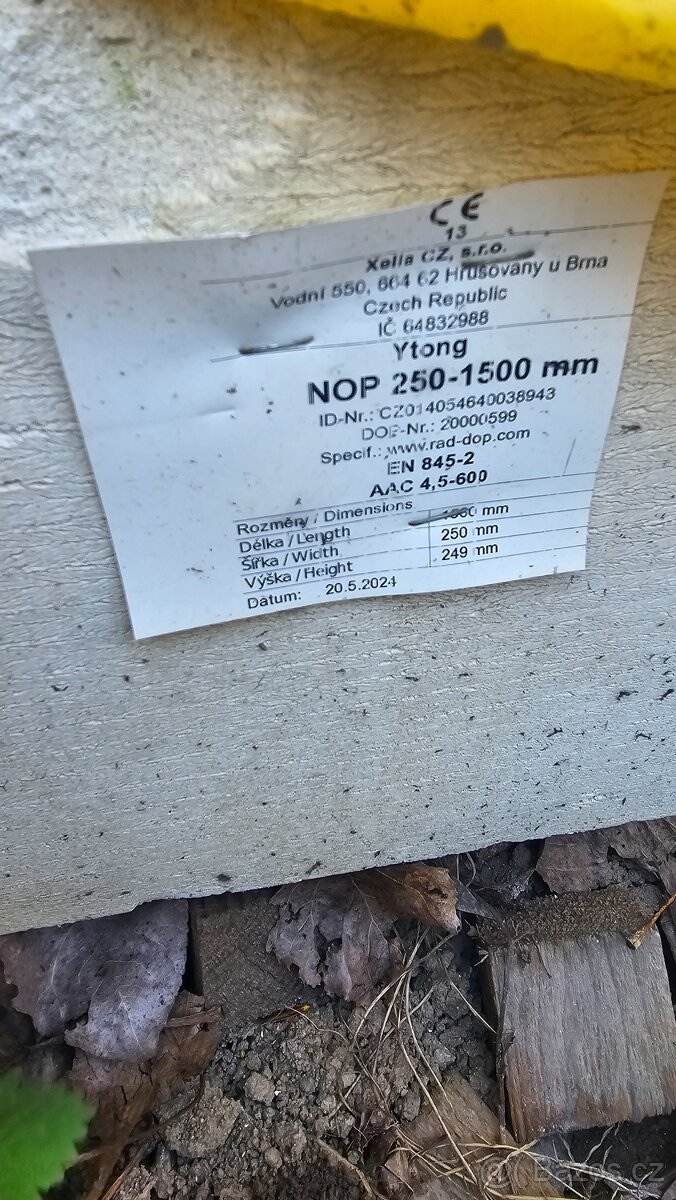 CE
13
Xella CZ, s.r.o.
Vodní 550, 664 62 Hrušovany u Brna
Czech Republic
IČ 64832988
Ytong
NOP 250-1500 mm
ID-Nr.: CZ014054640038943
DOP-Nr.: 20000599
Specif.: www.rad-dop.com
EN 845-2
AAC 4,5-600
Rozměry / Dimensions
Délka / Length mm
Šířka / Width 250 mm
Výška / Height 249 mm
Datum: 20.5.2024
Bazos.cz